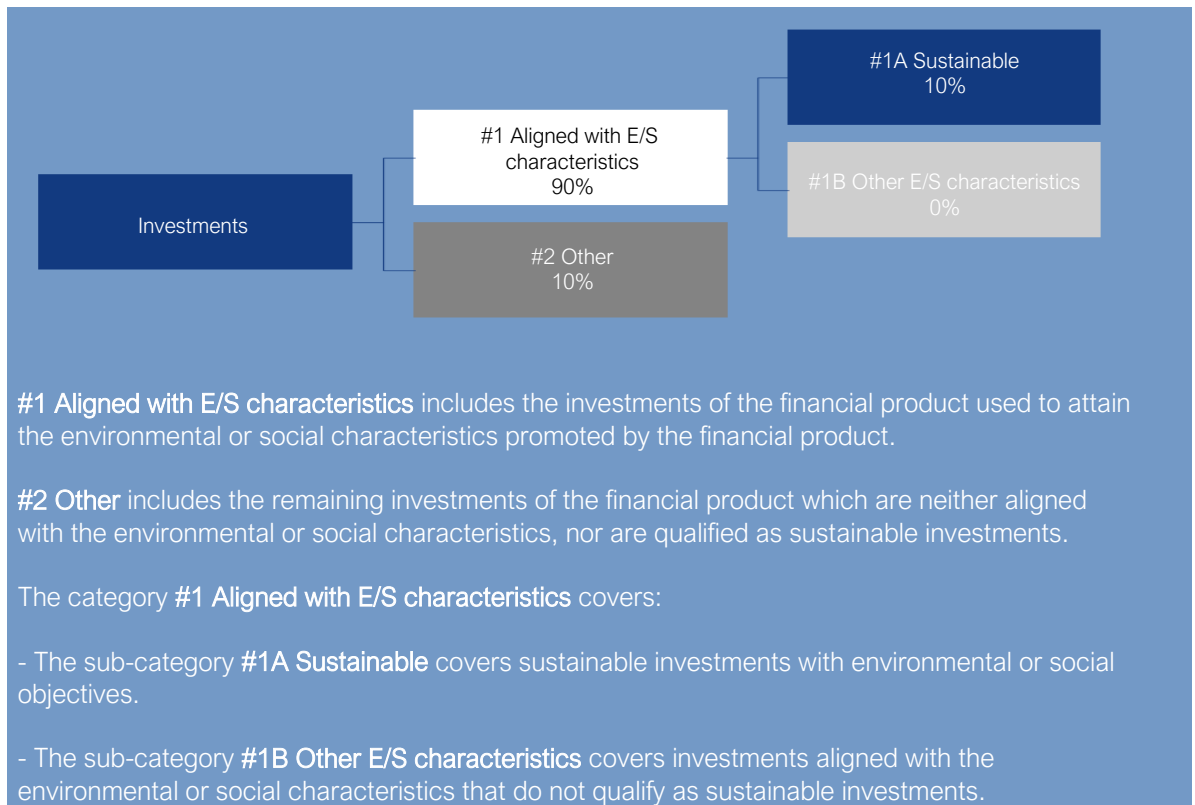 #1A Sustainable
10%
#1 Aligned with E/S
characteristics
90%
#1B Other E/S characteristics
0%
Investments
#2 Other
10%
#1 Aligned with E/S characteristics includes the investments of the financial product used to attain
the environmental or social characteristics promoted by the financial product.
#2 Other includes the remaining investments of the financial product which are neither aligned
with the environmental or social characteristics, nor are qualified as sustainable investments.
The category #1 Aligned with E/S characteristics covers:
- The sub-category #1A Sustainable covers sustainable investments with environmental or social
objectives.
- The sub-category #1B Other E/S characteristics covers investments aligned with the
environmental or social characteristics that do not qualify as sustainable investments.